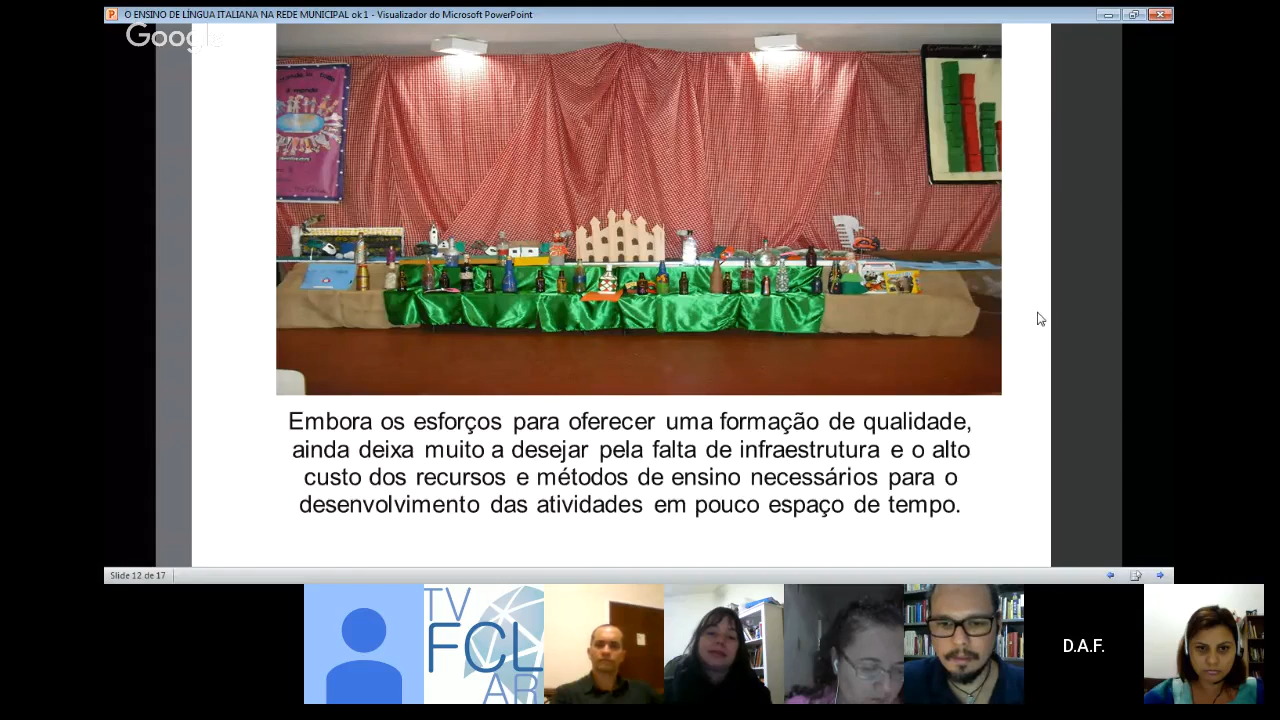 O ENSINO DE LÍNGUA ITALIANA NA REDE MUNICIPAL ok 1 - Visualizador do Microsoft PowerPoint
Google
Embora os esforços para oferecer uma formação de qualidade,
ainda deixa muito a desejar pela falta de infraestrutura e o alto
custo dos recursos e métodos de ensino necessários para o
desenvolvimento das atividades em pouco espaço de tempo.
Slide 12 de 17
TV
FCL
AR
D.A.F.